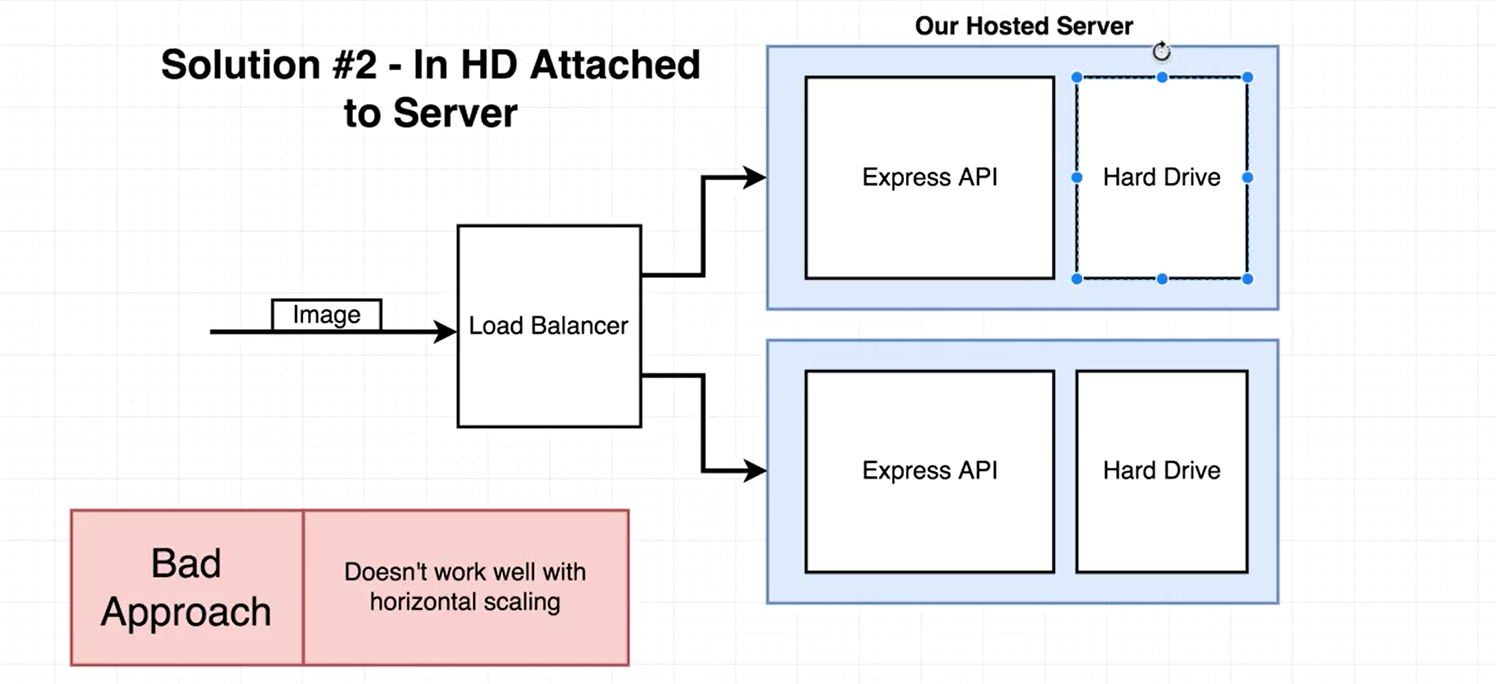 Our Hosted Server
Solution #2 - In HD Attached
to Server
Express API
Hard Drive
Image
Load Balancer
Express API
Hard Drive
Bad
Approach
Doesn't work well with
horizontal scaling